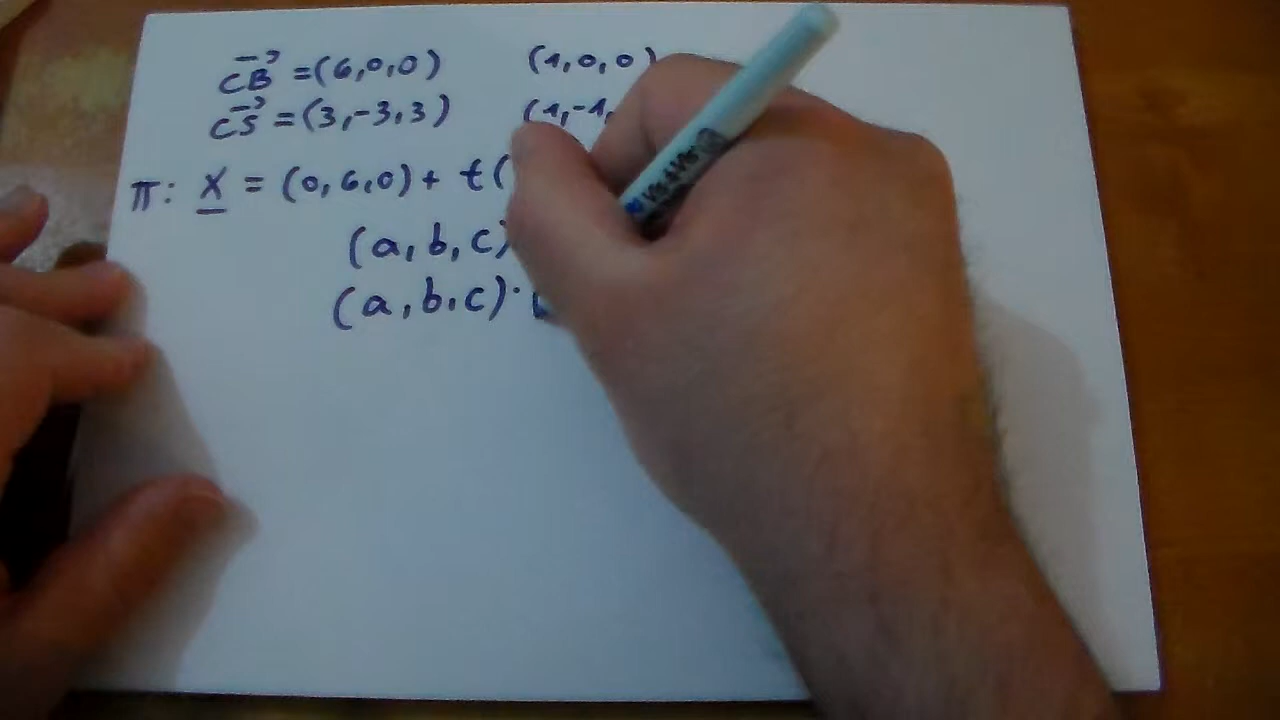 CB⃗ =(6,0,0) (1,0,0)
CS⃗ =(3,-3,3) (1,-1,
π: X = (0,6,0)+ t(
(a,b,c)
(a,b,c)·